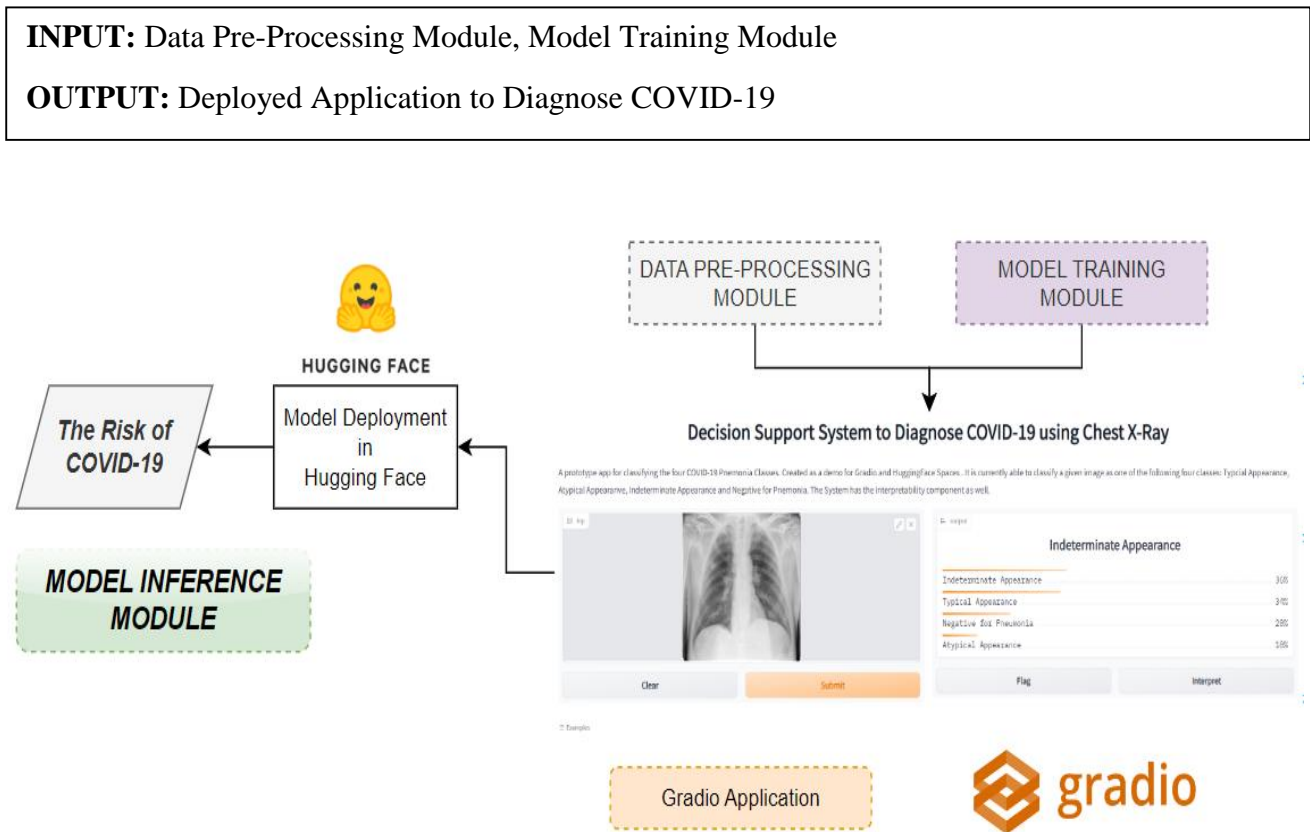 INPUT: Data Pre-Processing Module, Model Training Module
OUTPUT: Deployed Application to Diagnose COVID-19
DATA PRE-PROCESSING
MODULE
MODEL TRAINING
MODULE
HUGGING FACE
Model Deployment
in
Hugging Face
The Risk of
COVID-19
MODEL INFERENCE
MODULE
Decision Support System to Diagnose COVID-19 using Chest X-Ray
A prototype app for classifying the four COVID-19 Pnemonia Classes. Created as a demo for Gradio and HuggingFace Spaces. . It is currently able to classify a given image as one of the following four classes: Typcial Appearance,
Atypical Appearanve, Indeterminate Appearance and Negative for Pnemonia. The System has the interpretability component as well.
output
Indeterminate Appearance
Indeterminate Appearance
Typical Appearance 34%
Negative for Pneumonia
Atypical Appearance
Clear
Submit
Flag
Interpret
Examples
Gradio Application
gradio